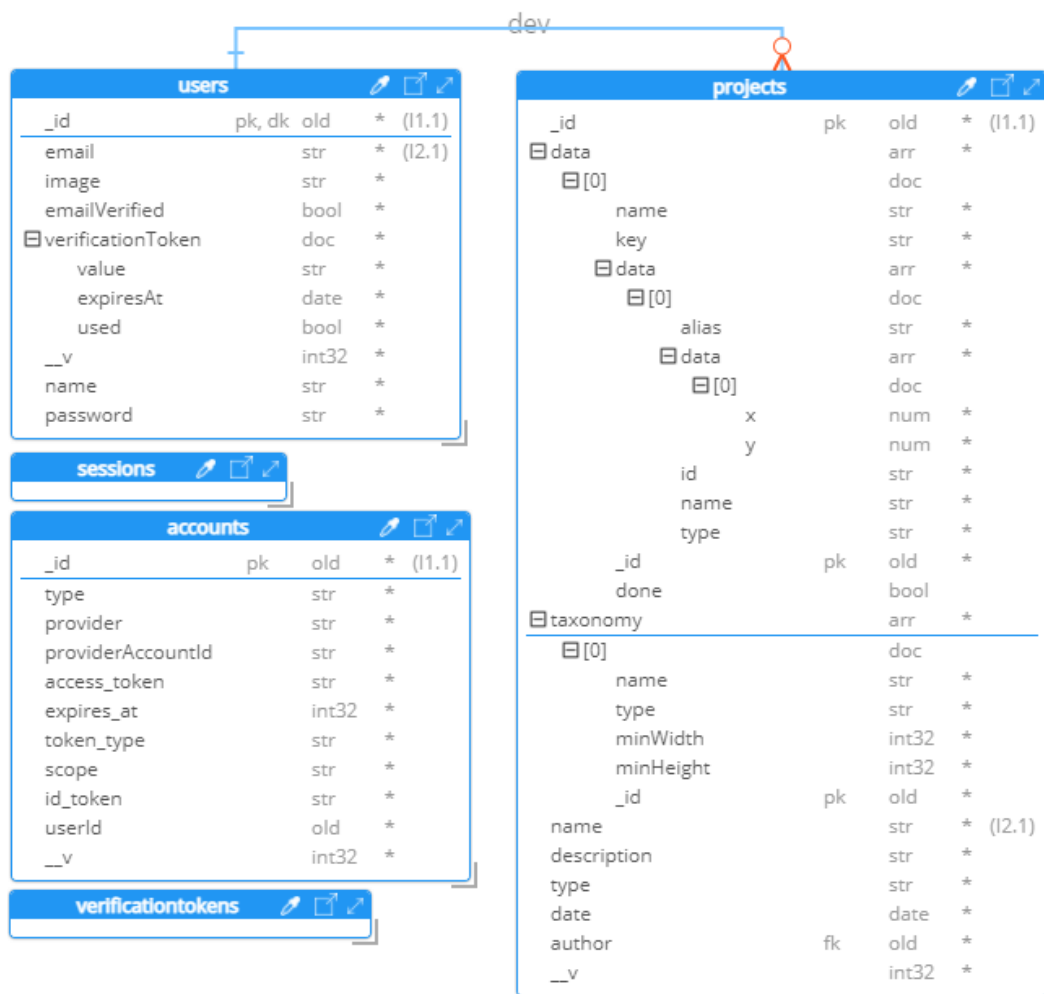 dev
users
_id pk, dk oId * (I1.1)
email str * (I2.1)
image str *
emailVerified bool *
verificationToken doc *
value str *
expiresAt date *
used bool *
__v int32 *
name str *
password str *
sessions
accounts
_id pk oId * (I1.1)
type str *
provider str *
providerAccountId str *
access_token str *
expires_at int32 *
token_type str *
scope str *
id_token str *
userId oId *
__v int32 *
verificationtokens
projects
_id pk oId * (I1.1)
data arr *
[0] doc
name str *
key str *
data arr *
[0] doc
alias str *
data arr *
[0] doc
x num *
y num *
id str *
name str *
type str *
_id pk oId *
done bool
taxonomy arr *
[0] doc
name str *
type str *
minWidth int32 *
minHeight int32 *
_id pk oId *
name str * (I2.1)
description str *
type str *
date date *
author fk oId *
__v int32 *